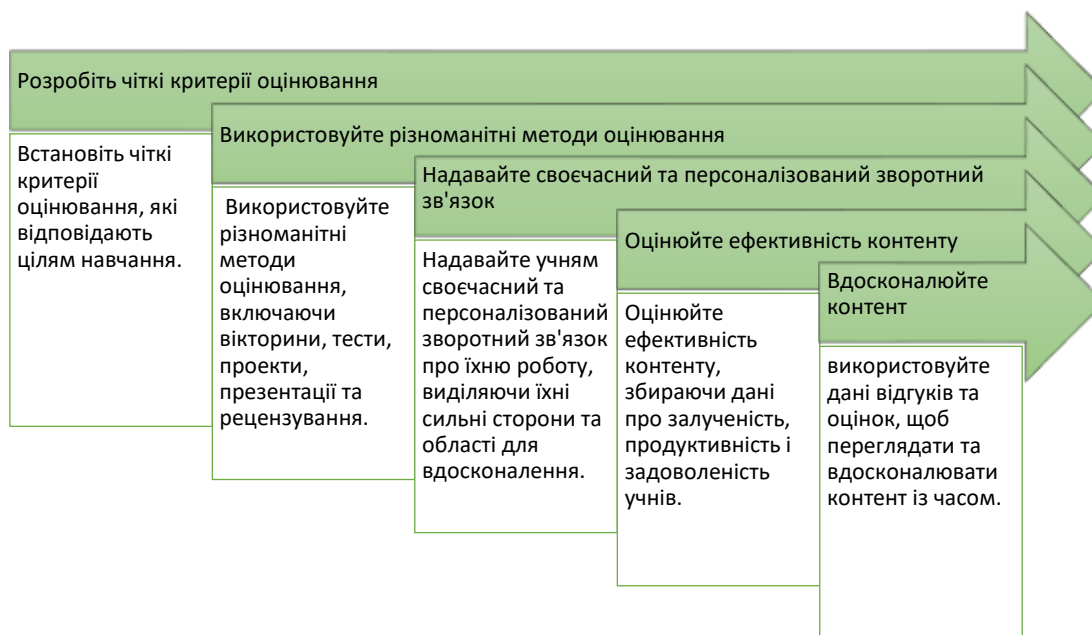 Розробіть чіткі критерії оцінювання
Встановіть чіткі
критерії
оцінювання, які
відповідають
цілям навчання.
Використовуйте різноманітні методи оцінювання
Використовуйте
різноманітні
методи
оцінювання,
включаючи
вікторини, тести,
проекти,
презентації та
рецензування.
Надавайте своєчасний та персоналізований зворотний
зв'язок
Надавайте учням
своєчасний та
персоналізований
зворотний зв'язок
про їхню роботу,
виділяючи їхні
сильні сторони та
області для
вдосконалення.
Оцінюйте ефективність контенту
Оцінюйте
ефективність
контенту,
збираючи дані
про залученість,
продуктивність і
задоволеність
учнів.
Вдосконалюйте
контент
використовуйте
дані відгуків та
оцінок, щоб
переглядати та
вдосконалювати
контент із часом.